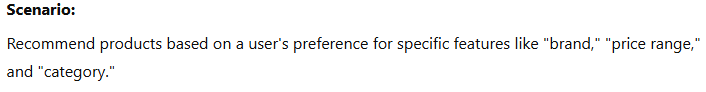 Scenario:
Recommend products based on a user's preference for specific features like "brand," "price range,"
and "category."